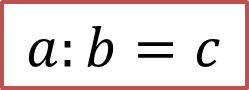 a: b = c